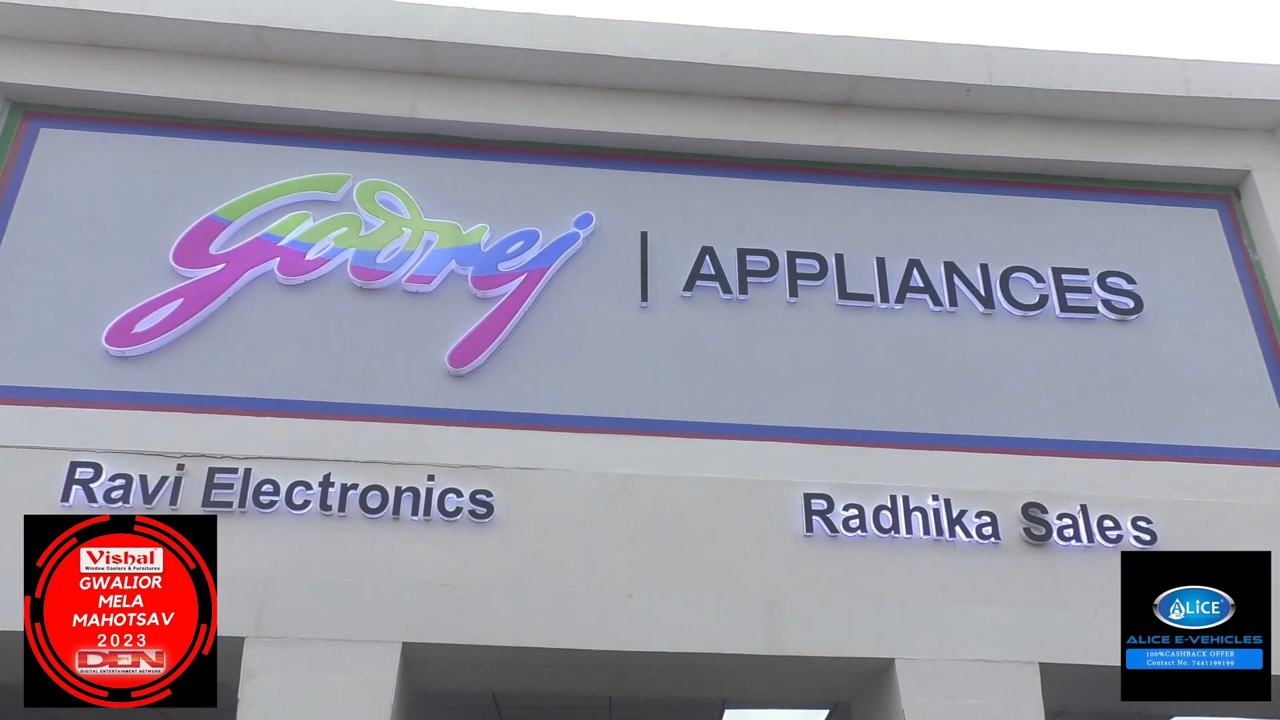 Godrej | APPLIANCES
Ravi Electronics
Radhika Sales
Vishal
Window Coolers & Furnitures
GWALIOR
MELA
MAHOTSAV
2023
DEN
DIGITAL ENTERTAINMENT NETWORK
ALICE
ALICE E-VEHICLES
100%CASHBACK OFFER
Contact No. 7441199199